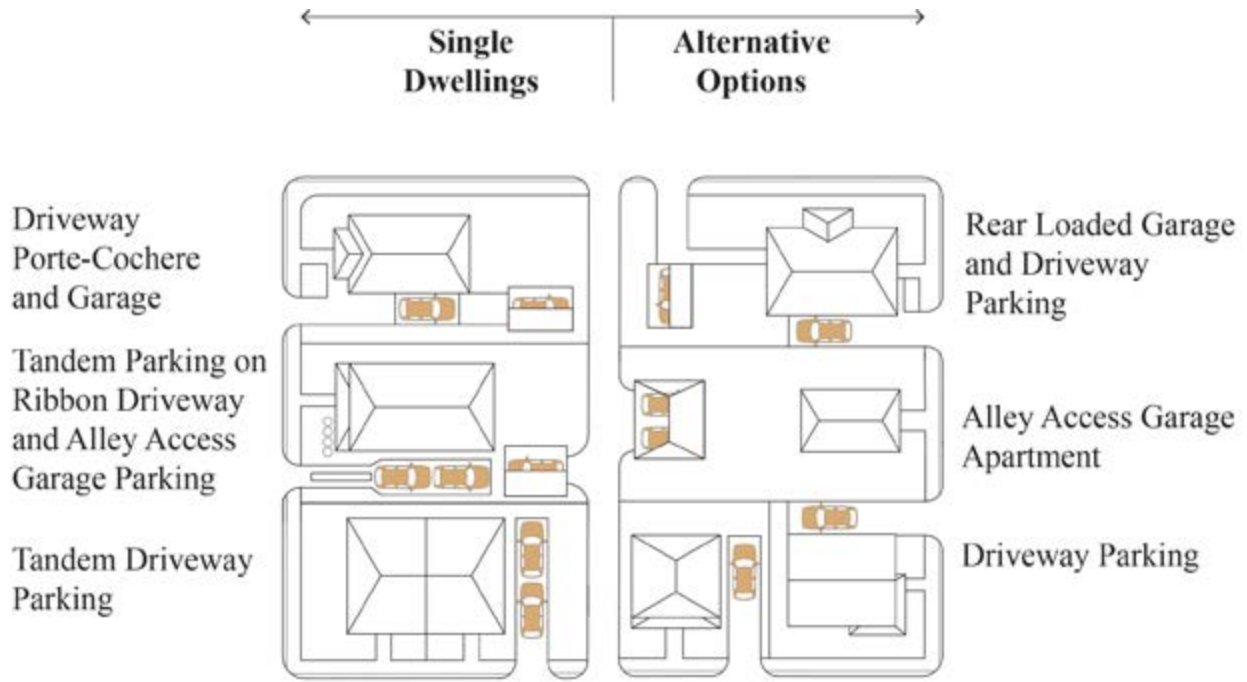 Single
Dwellings
Alternative
Options
Driveway
Porte-Cochere
and Garage
Tandem Parking on
Ribbon Driveway
and Alley Access
Garage Parking
Tandem Driveway
Parking
Rear Loaded Garage
and Driveway
Parking
Alley Access Garage
Apartment
Driveway Parking